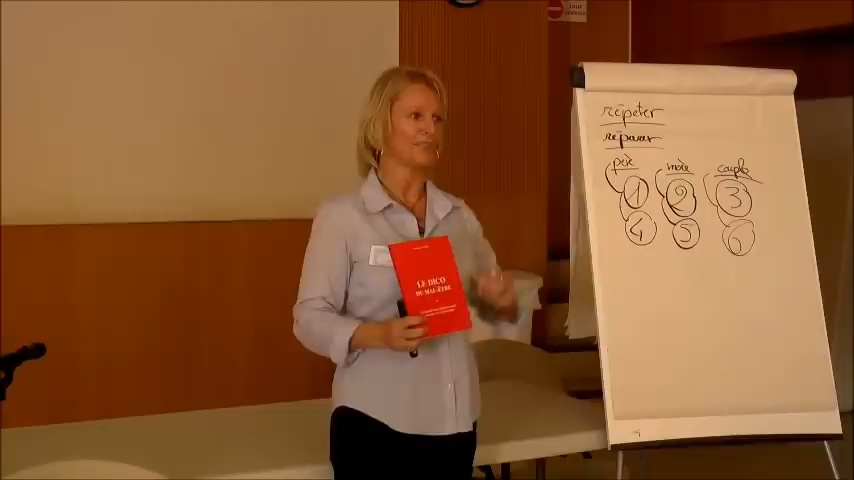 répéter
réparer
père mère couple
1 2 3
4 5 6
LE DICO
DU MAL-ÊTRE